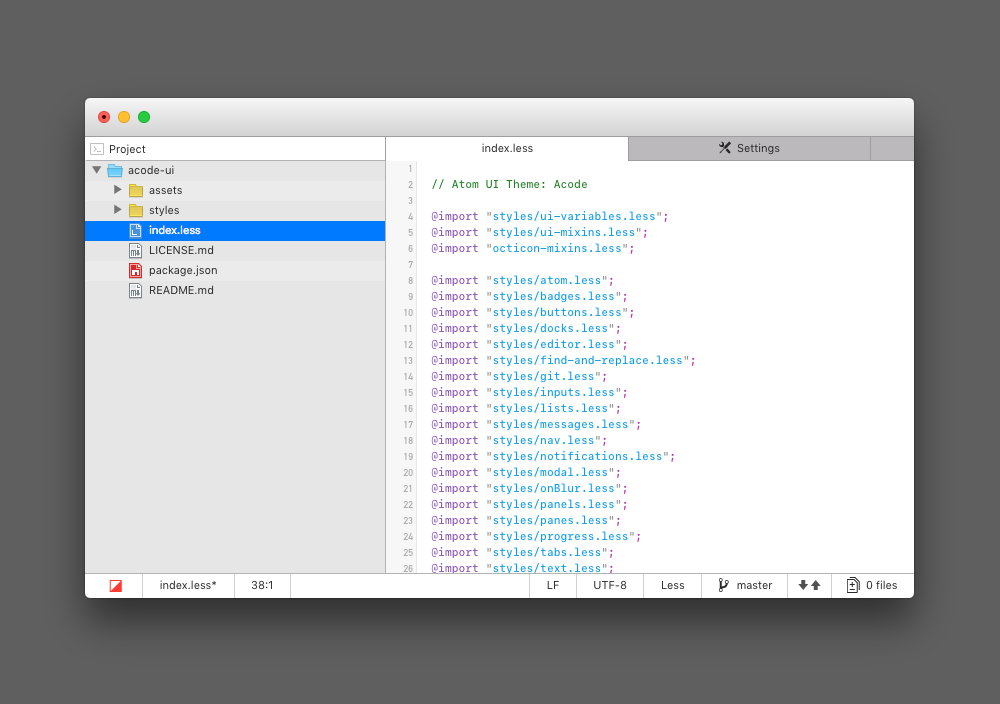 Project
acode-ui
assets
styles
index.less
LICENSE.md
package.json
README.md
index.less
Settings
1
2 // Atom UI Theme: Acode
3
4 @import "styles/ui-variables.less";
5 @import "styles/ui-mixins.less";
6 @import "octicon-mixins.less";
7
8 @import "styles/atom.less";
9 @import "styles/badges.less";
10 @import "styles/buttons.less";
11 @import "styles/docks.less";
12 @import "styles/editor.less";
13 @import "styles/find-and-replace.less";
14 @import "styles/git.less";
15 @import "styles/inputs.less";
16 @import "styles/lists.less";
17 @import "styles/messages.less";
18 @import "styles/nav.less";
19 @import "styles/notifications.less";
20 @import "styles/modal.less";
21 @import "styles/onBlur.less";
22 @import "styles/panels.less";
23 @import "styles/panes.less";
24 @import "styles/progress.less";
25 @import "styles/tabs.less";
26 @import "styles/text.less";
index.less* 38:1 LF UTF-8 Less master 0 files